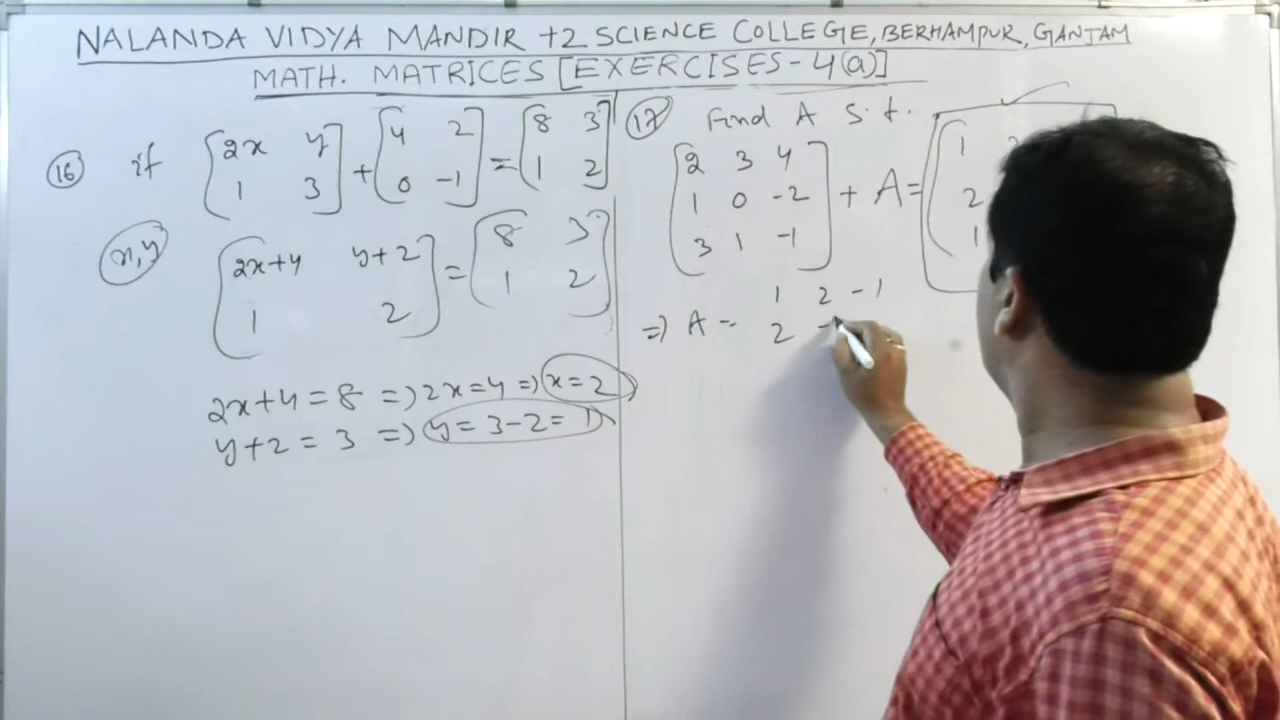 NALANDA VIDYA MANDIR +2 SCIENCE COLLEGE, BERHAMPUR, GANJAM
MATH. MATRICES [EXERCISES-4(a)]
(16) if [2x y] + [4 2] = [8 3]
[1 3] [0 -1] [1 2]
(x,y)
[2x+4 y+2] = [8 3]
[1 2] [1 2]
2x+4=8 => 2x=4 => x=2
y+2=3 => y=3-2=1
(17) Find A s.t.
[2 3 4
1 0 -2
3 1 -1] + A = [1
2
1
=> A = 1 2 -1
2 -